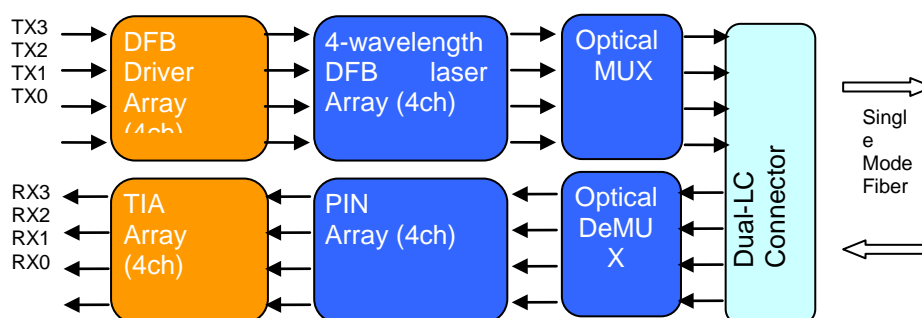 TX3
TX2
TX1
TX0
DFB
Driver
Array
(4ch)
4-wavelength
DFB laser
Array (4ch)
Optical
MUX
Dual-LC
Connector
Singl
e
Mode
Fiber
RX3
RX2
RX1
RX0
TIA
Array
(4ch)
PIN
Array (4ch)
Optical
DeMU
X